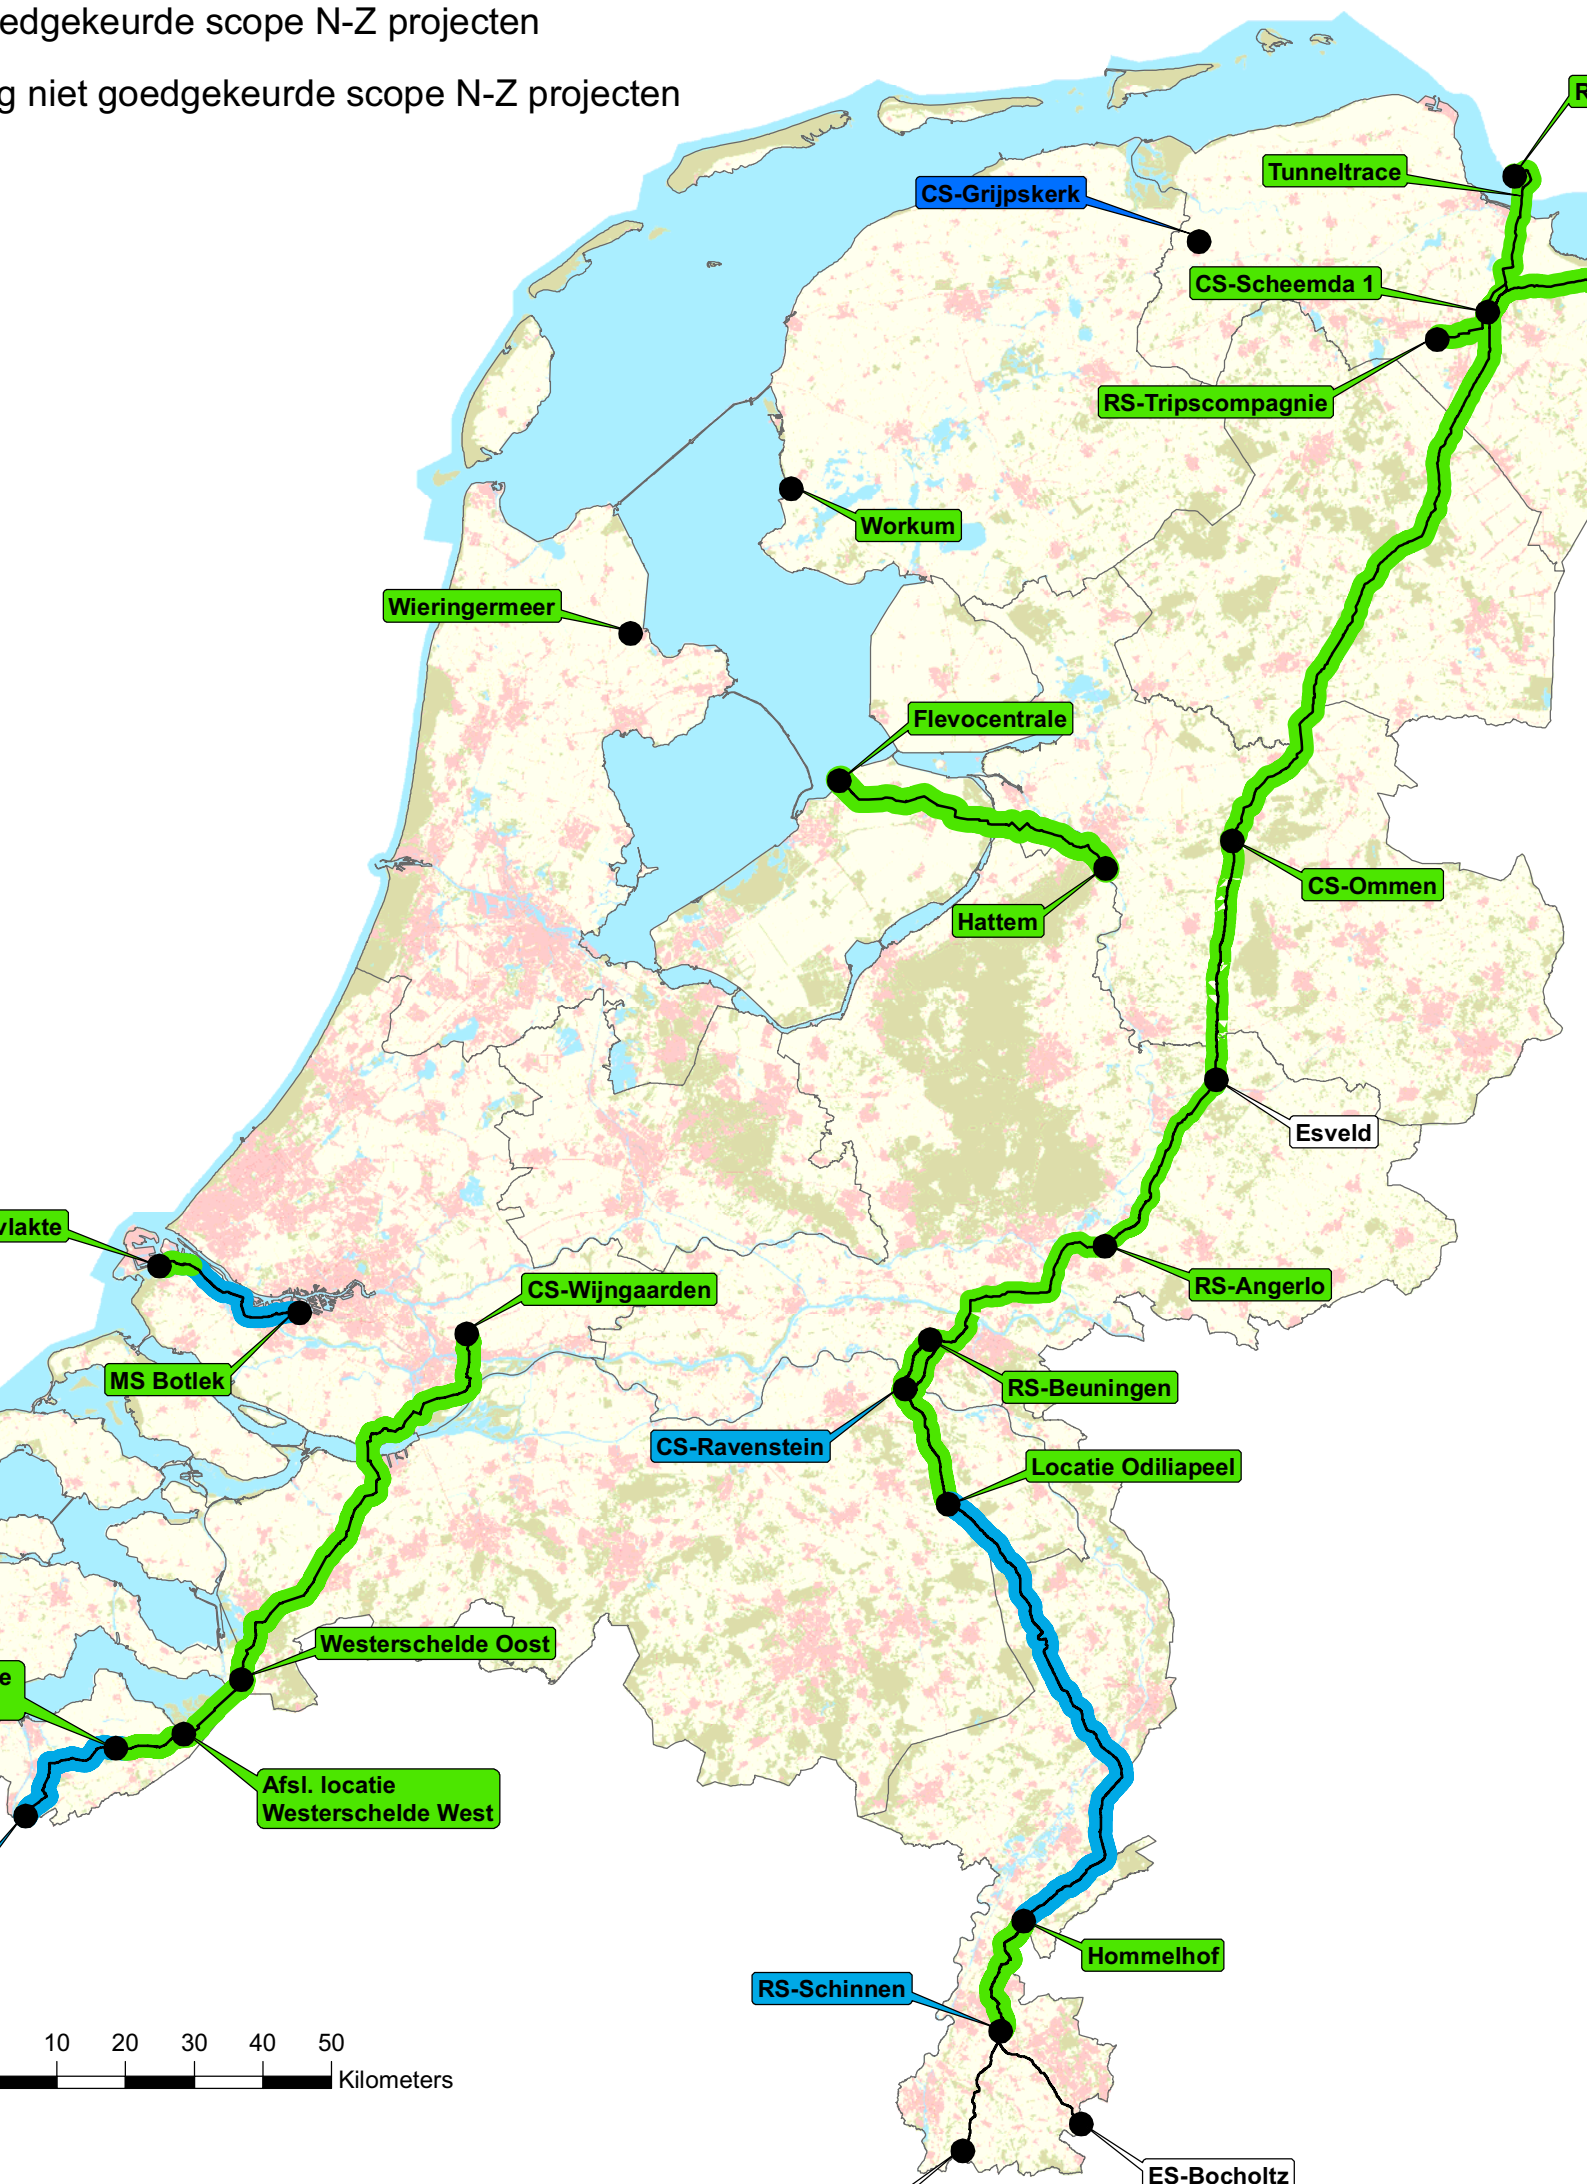 edgekeurde scope N-Z projecten
g niet goedgekeurde scope N-Z projecten
R
Tunneltrace
CS-Grijpskerk
CS-Scheemda 1
RS-Tripscompagnie
Workum
Wieringermeer
Flevocentrale
CS-Ommen
Hattem
Esveld
vlakte
RS-Angerlo
CS-Wijngaarden
MS Botlek
RS-Beuningen
CS-Ravenstein
Locatie Odiliapeel
Westerschelde Oost
e
Afsl. locatie
Westerschelde West
Hommelhof
RS-Schinnen
10 20 30 40 50
Kilometers
ES-Bocholtz